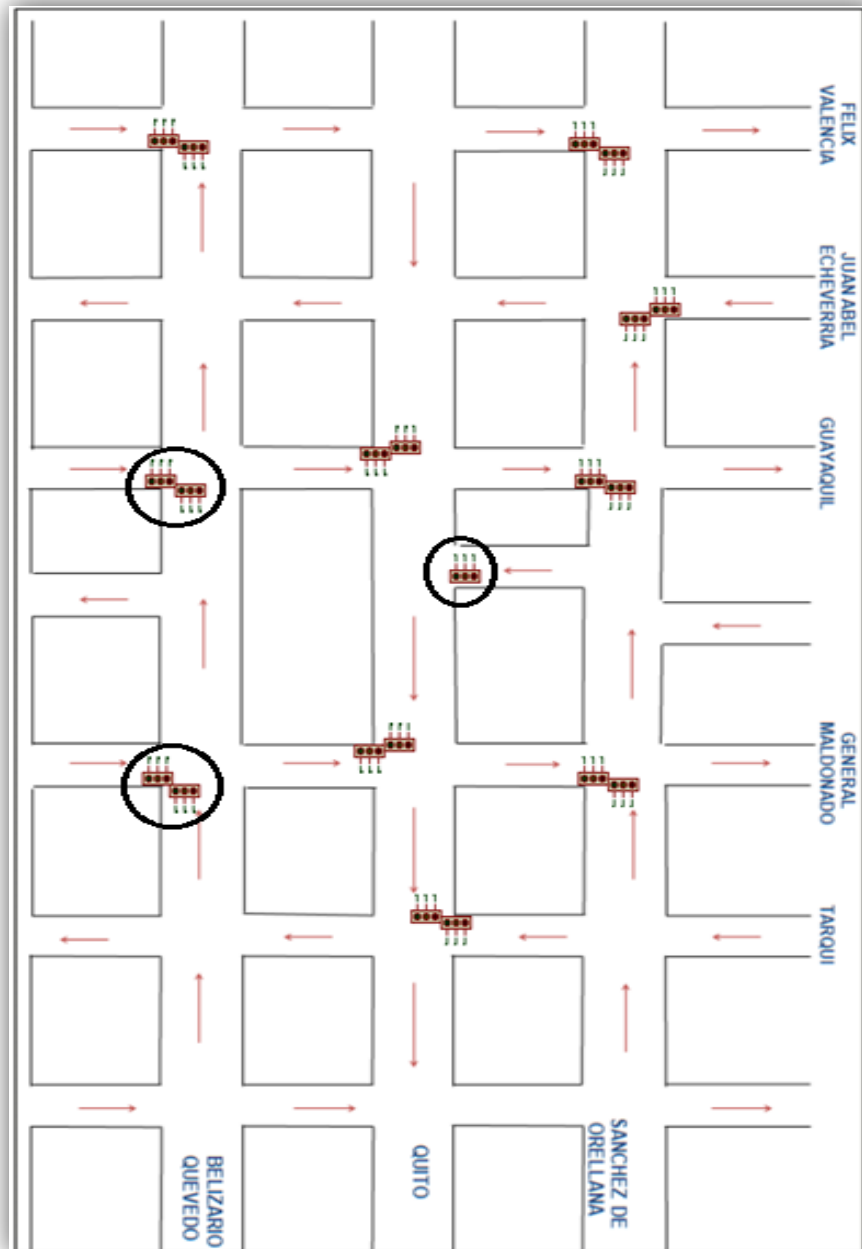 FELIX
VALENCIA
JUAN ABEL
ECHEVERRIA
GUAYAQUIL
GENERAL
MALDONADO
TARQUI
SANCHEZ DE
ORELLANA
QUITO
BELIZARIO
QUEVEDO